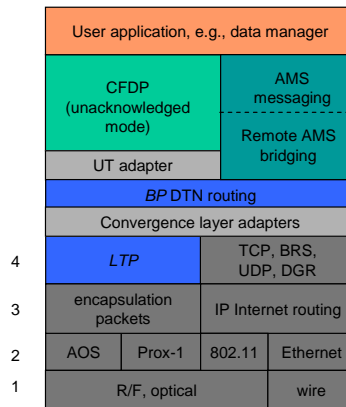 User application, e.g., data manager
CFDP
(unacknowledged
mode)
AMS
messaging
Remote AMS
bridging
UT adapter
BP DTN routing
Convergence layer adapters
4
LTP
TCP, BRS,
UDP, DGR
3
encapsulation
packets
IP Internet routing
2
AOS
Prox-1
802.11
Ethernet
1
R/F, optical
wire